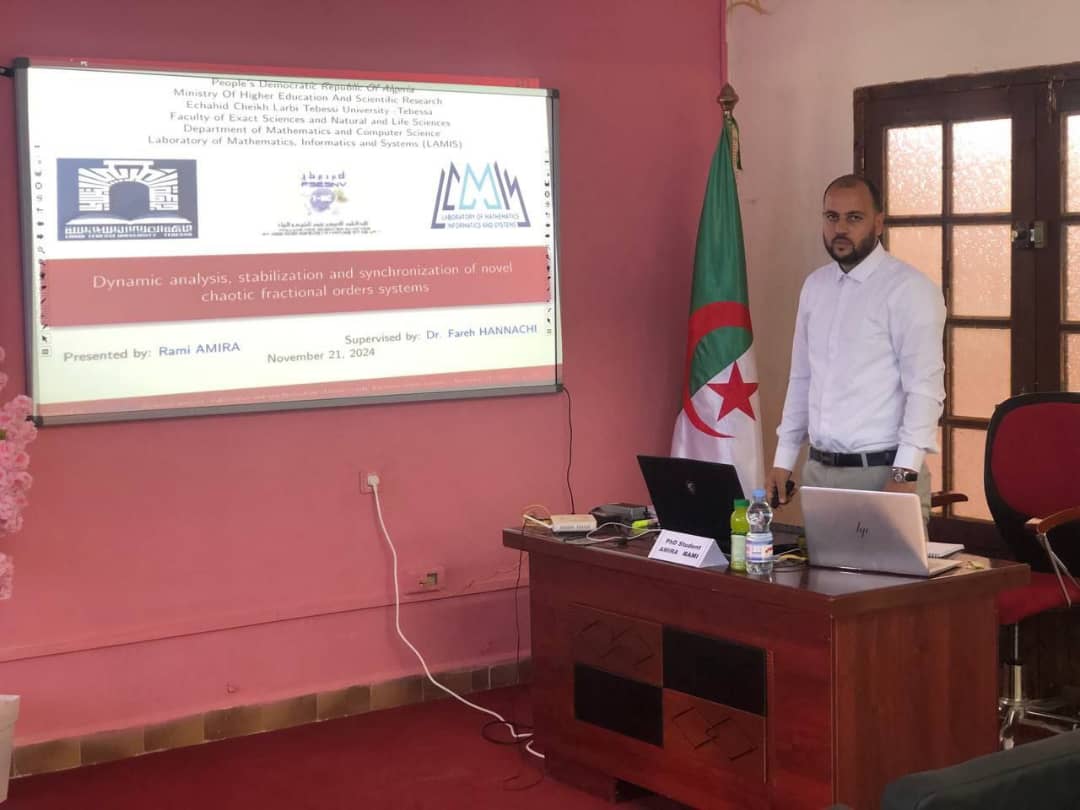 People's Democratic Republic Of Algeria
Ministry Of Higher Education And Scientific Research
Echahid Cheikh Larbi Tebessi University -Tebessa
Faculty of Exact Sciences and Natural and Life Sciences
Department of Mathematics and Computer Science
Laboratory of Mathematics, Informatics and Systems (LAMIS)
LABORATORY OF MATHEMATICS
INFORMATICS AND SYSTEMS
Dynamic analysis, stabilization and synchronization of novel
chaotic fractional orders systems
Supervised by: Dr. Fareh HANNACHI
Presented by: Rami AMIRA
November 21, 2024
PhD Student
AMIRA RAMI
hp